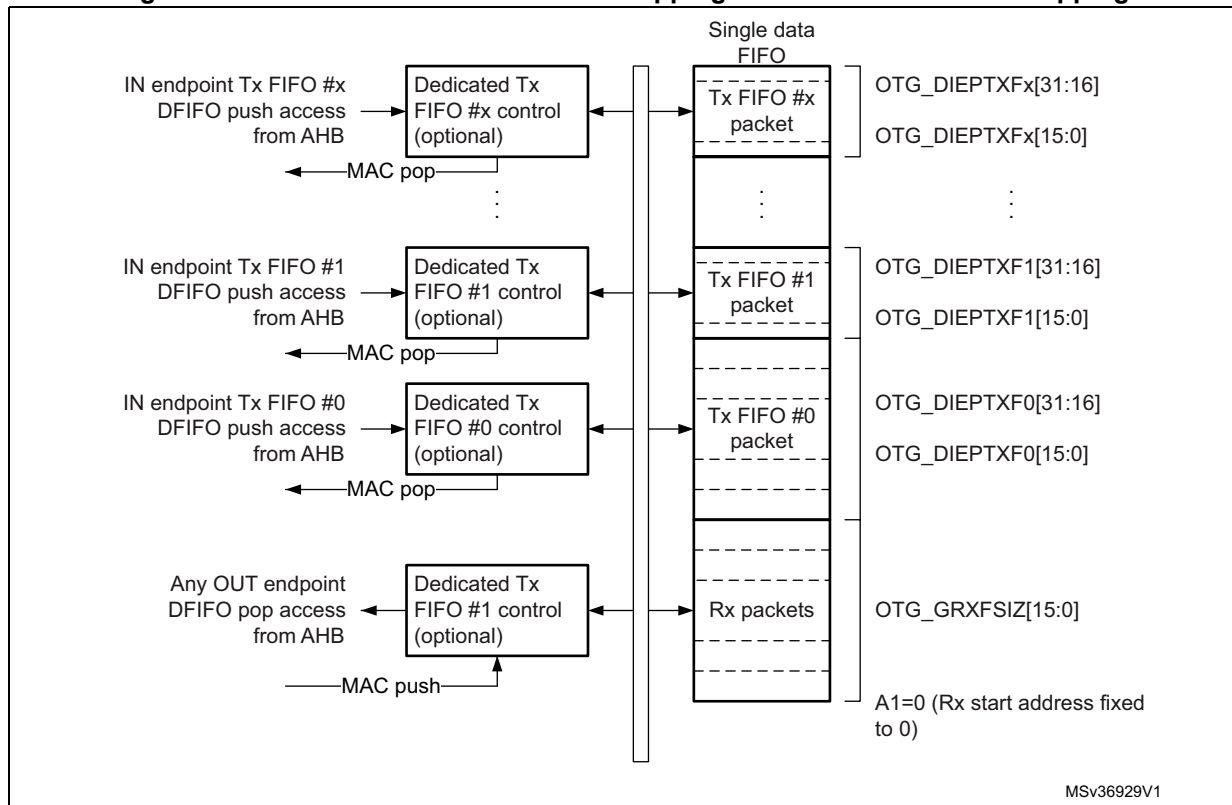 Single data
FIFO
IN endpoint Tx FIFO #x
DFIFO push access
from AHB
Dedicated Tx
FIFO #x control
(optional)
MAC pop
Tx FIFO #x
packet
OTG_DIEPTXFx[31:16]
OTG_DIEPTXFx[15:0]
IN endpoint Tx FIFO #1
DFIFO push access
from AHB
Dedicated Tx
FIFO #1 control
(optional)
MAC pop
Tx FIFO #1
packet
OTG_DIEPTXF1[31:16]
OTG_DIEPTXF1[15:0]
IN endpoint Tx FIFO #0
DFIFO push access
from AHB
Dedicated Tx
FIFO #0 control
(optional)
MAC pop
Tx FIFO #0
packet
OTG_DIEPTXF0[31:16]
OTG_DIEPTXF0[15:0]
Any OUT endpoint
DFIFO pop access
from AHB
Dedicated Tx
FIFO #1 control
(optional)
MAC push
Rx packets
OTG_GRXFSIZ[15:0]
A1=0 (Rx start address fixed
to 0)
MSv36929V1